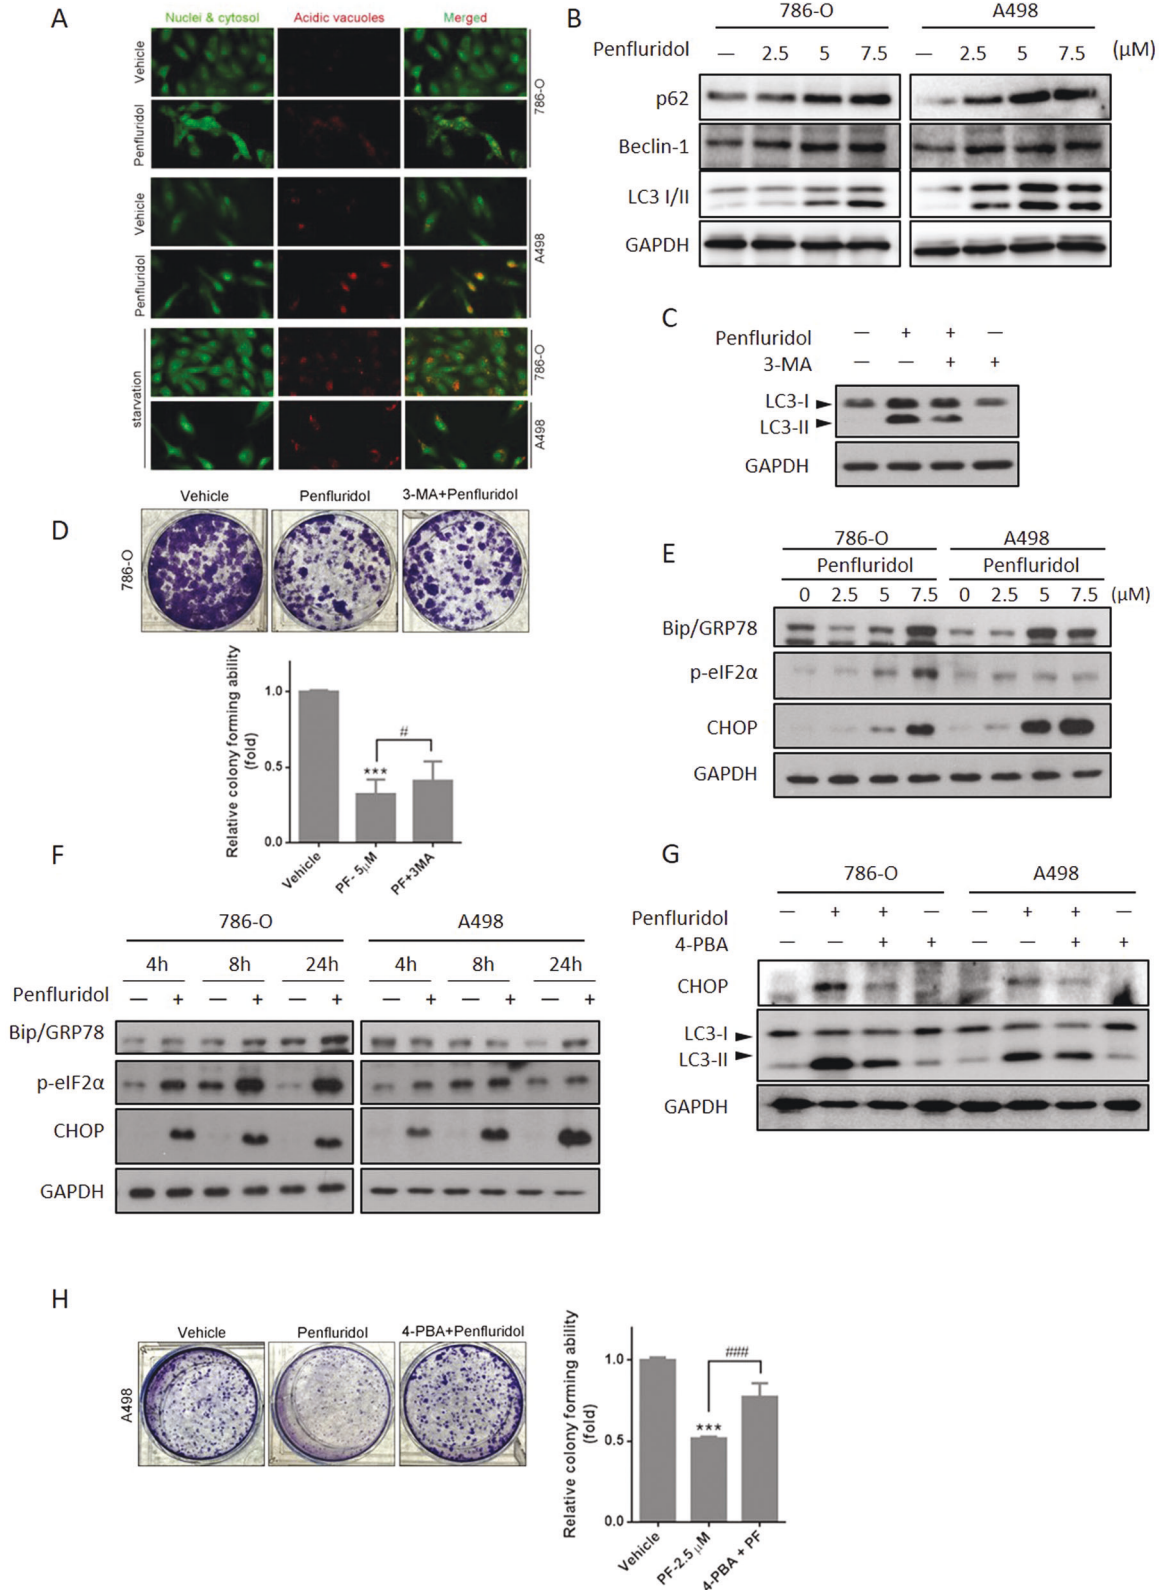 A
Nuclei & cytosol Acidic vacuoles Merged
Vehicle
Penfluridol
786-O
Vehicle
Penfluridol
A498
starvation
786-O
A498
B
786-O A498
Penfluridol — 2.5 5 7.5 — 2.5 5 7.5 (μM)
p62
Beclin-1
LC3 I/II
GAPDH
C
Penfluridol — + + —
3-MA — — + +
LC3-I
LC3-II
GAPDH
D
Vehicle Penfluridol 3-MA+Penfluridol
786-O
Relative colony forming ability
(fold)
1.0
0.5
0.0
***
#
Vehicle PF- 5μM PF+3MA
E
786-O A498
Penfluridol Penfluridol
0 2.5 5 7.5 0 2.5 5 7.5 (μM)
Bip/GRP78
p-eIF2α
CHOP
GAPDH
F
786-O A498
4h 8h 24h 4h 8h 24h
Penfluridol — + — + — + — + — + — +
Bip/GRP78
p-eIF2α
CHOP
GAPDH
G
786-O A498
Penfluridol — + + — — + + —
4-PBA — — + + — — + +
CHOP
LC3-I
LC3-II
GAPDH
H
Vehicle Penfluridol 4-PBA+Penfluridol
A498
Relative colony forming ability
(fold)
1.0
0.5
0.0
***
###
Vehicle PF-2.5 μM 4-PBA + PF